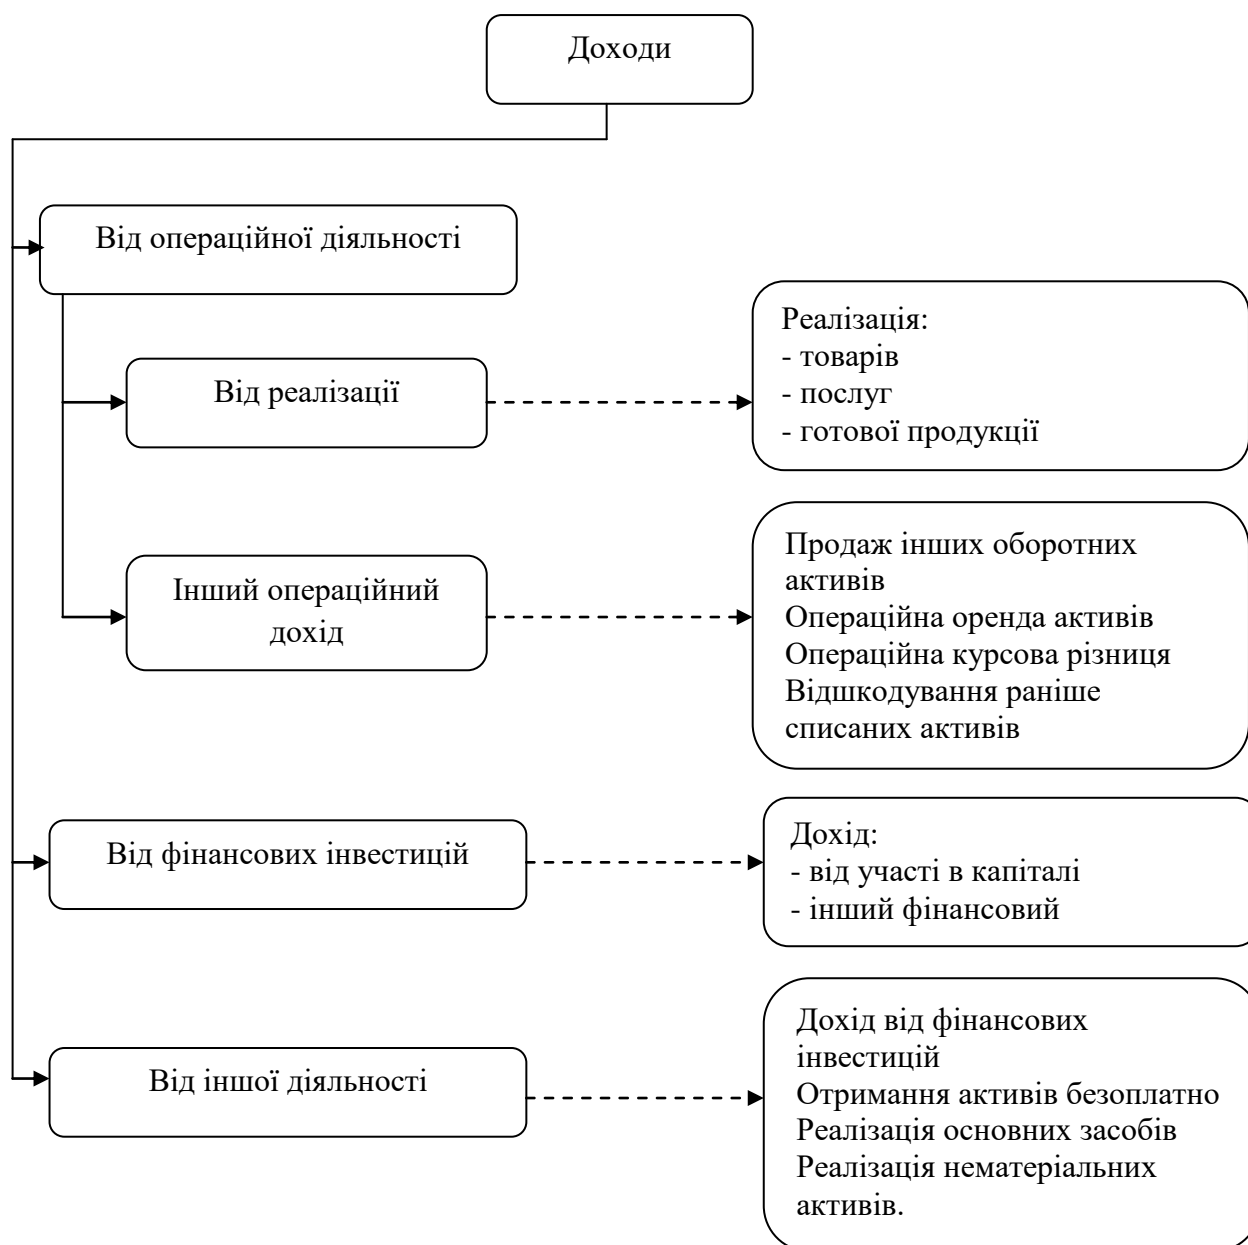 Доходи
Від операційної діяльності
Від реалізації
Реалізація:
- товарів
- послуг
- готової продукції
Інший операційний
дохід
Продаж інших оборотних
активів
Операційна оренда активів
Операційна курсова різниця
Відшкодування раніше
списаних активів
Від фінансових інвестицій
Дохід:
- від участі в капіталі
- інший фінансовий
Від іншої діяльності
Дохід від фінансових
інвестицій
Отримання активів безоплатно
Реалізація основних засобів
Реалізація нематеріальних
активів.